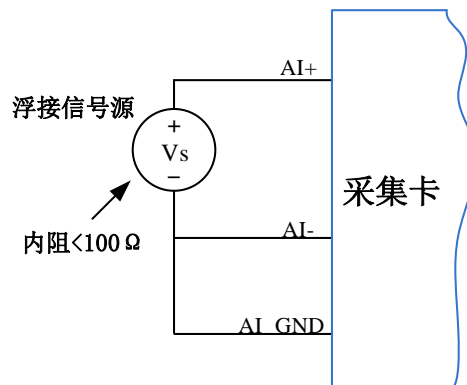 AI+
浮接信号源
+
Vs
−
采集卡
内阻<100Ω
AI-
AI_GND